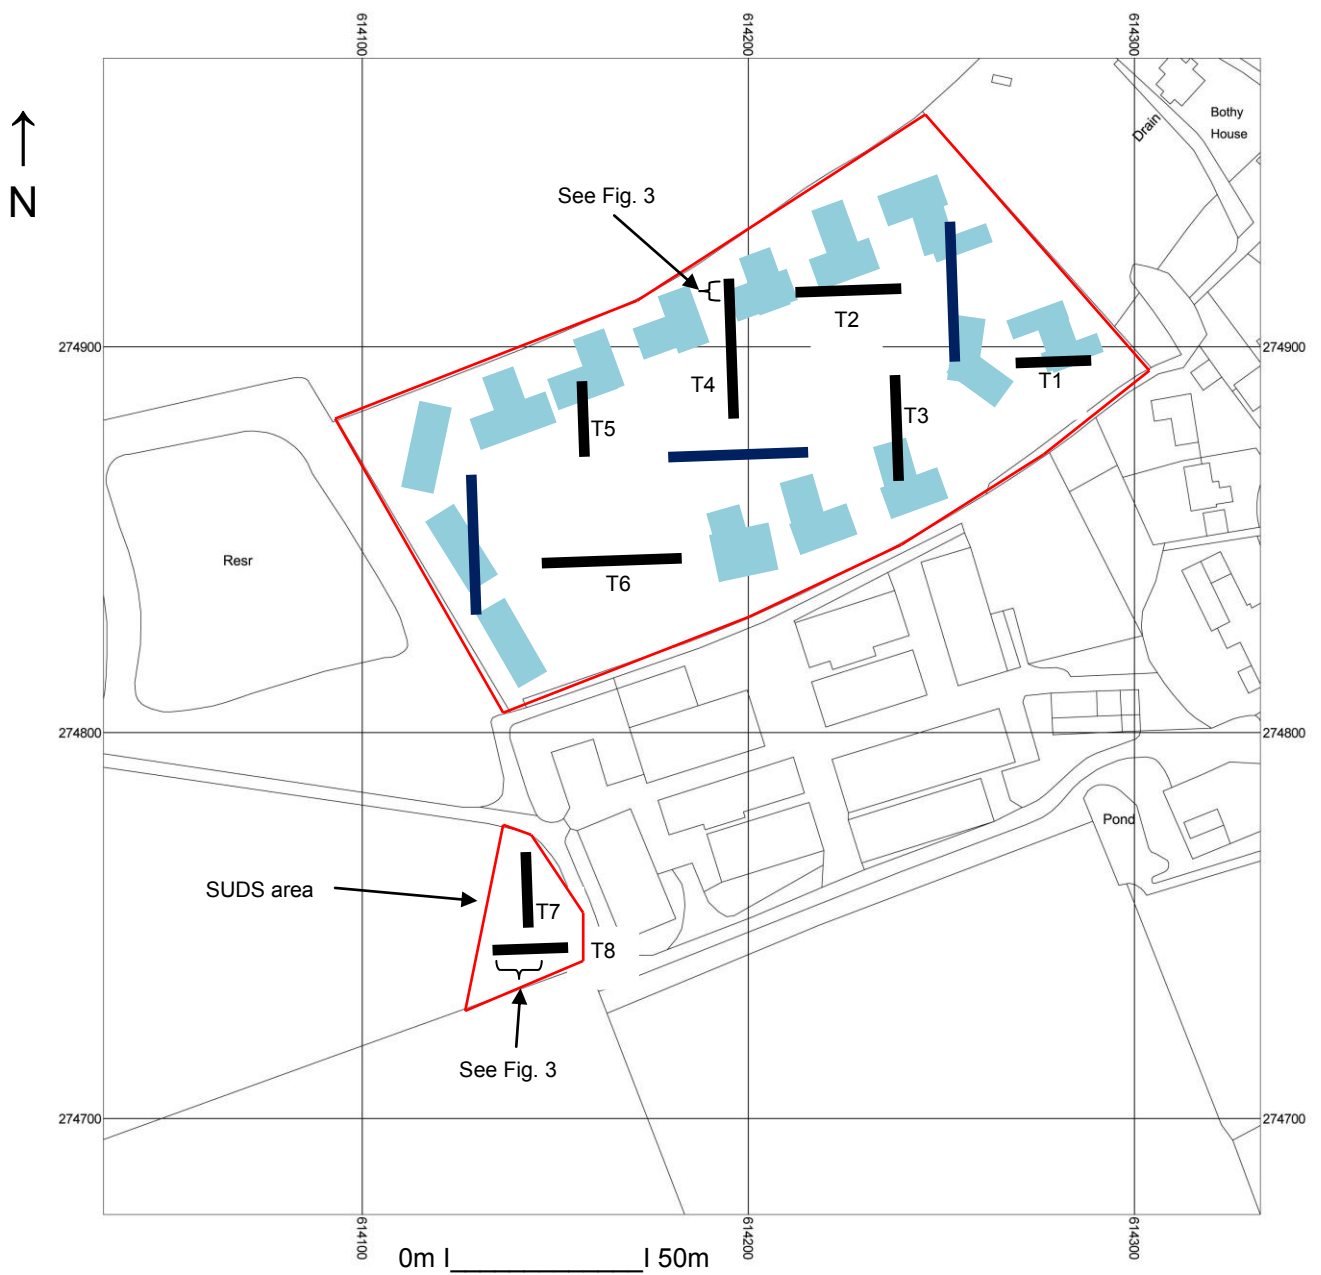 614100
614200
614300
N
Bothy
House
Drain
See Fig. 3
T2
274900
274900
T4
T1
T3
T5
Resr
T6
274800
274800
Pond
SUDS area
T7
T8
See Fig. 3
274700
274700
614100
614200
614300
0m I_____________I 50m